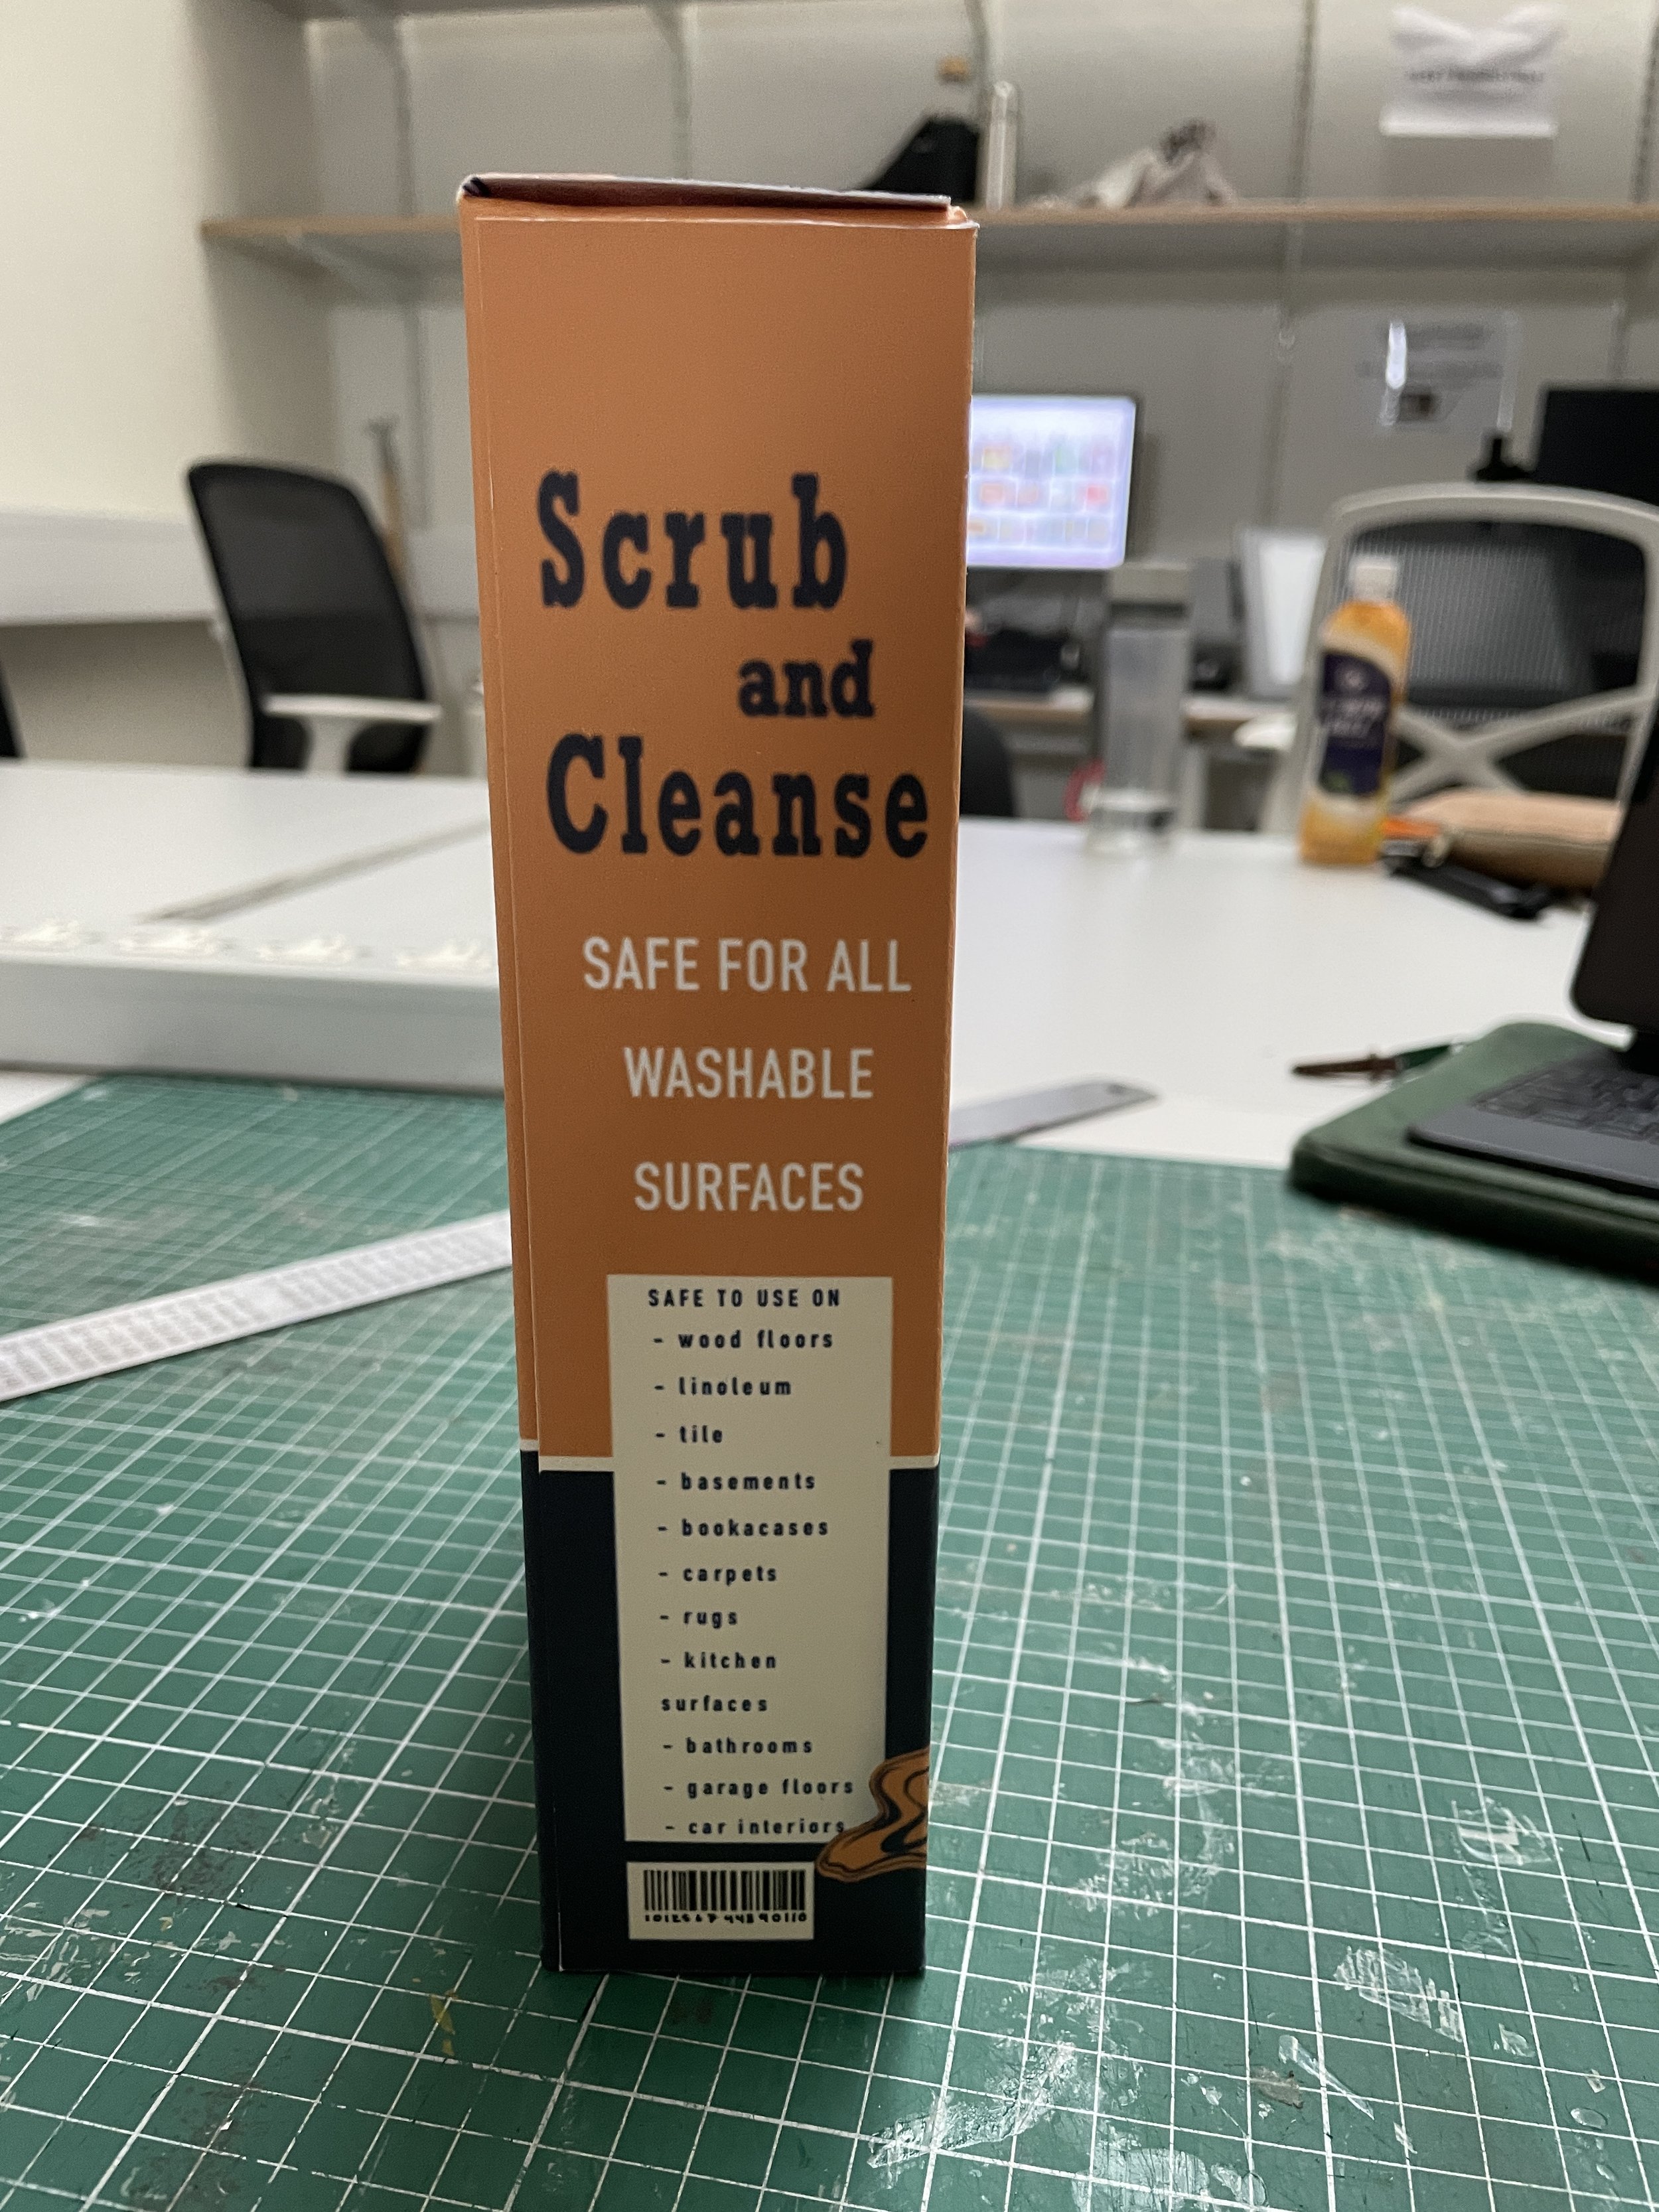 Scrub
and
Cleanse
SAFE FOR ALL
WASHABLE
SURFACES
SAFE TO USE ON
- wood floors
- linoleum
- tile
- basements
- bookacases
- carpets
- rugs
- kitchen
surfaces
- bathrooms
- garage floors
- car interiors